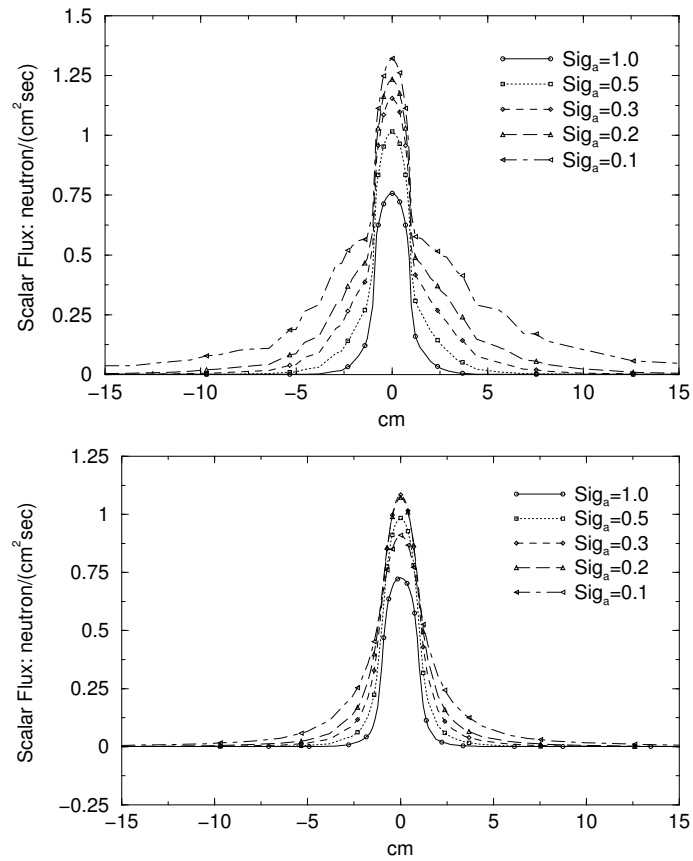 1.5
1.25
1
0.75
0.5
0.25
0
Scalar Flux: neutron/(cm²sec)
Sigₐ=1.0
Sigₐ=0.5
Sigₐ=0.3
Sigₐ=0.2
Sigₐ=0.1
−15 −10 −5 0 5 10 15
cm
1.25
1
0.75
0.5
0.25
0
−0.25
Scalar Flux: neutron/(cm²sec)
Sigₐ=1.0
Sigₐ=0.5
Sigₐ=0.3
Sigₐ=0.2
Sigₐ=0.1
−15 −10 −5 0 5 10 15
cm